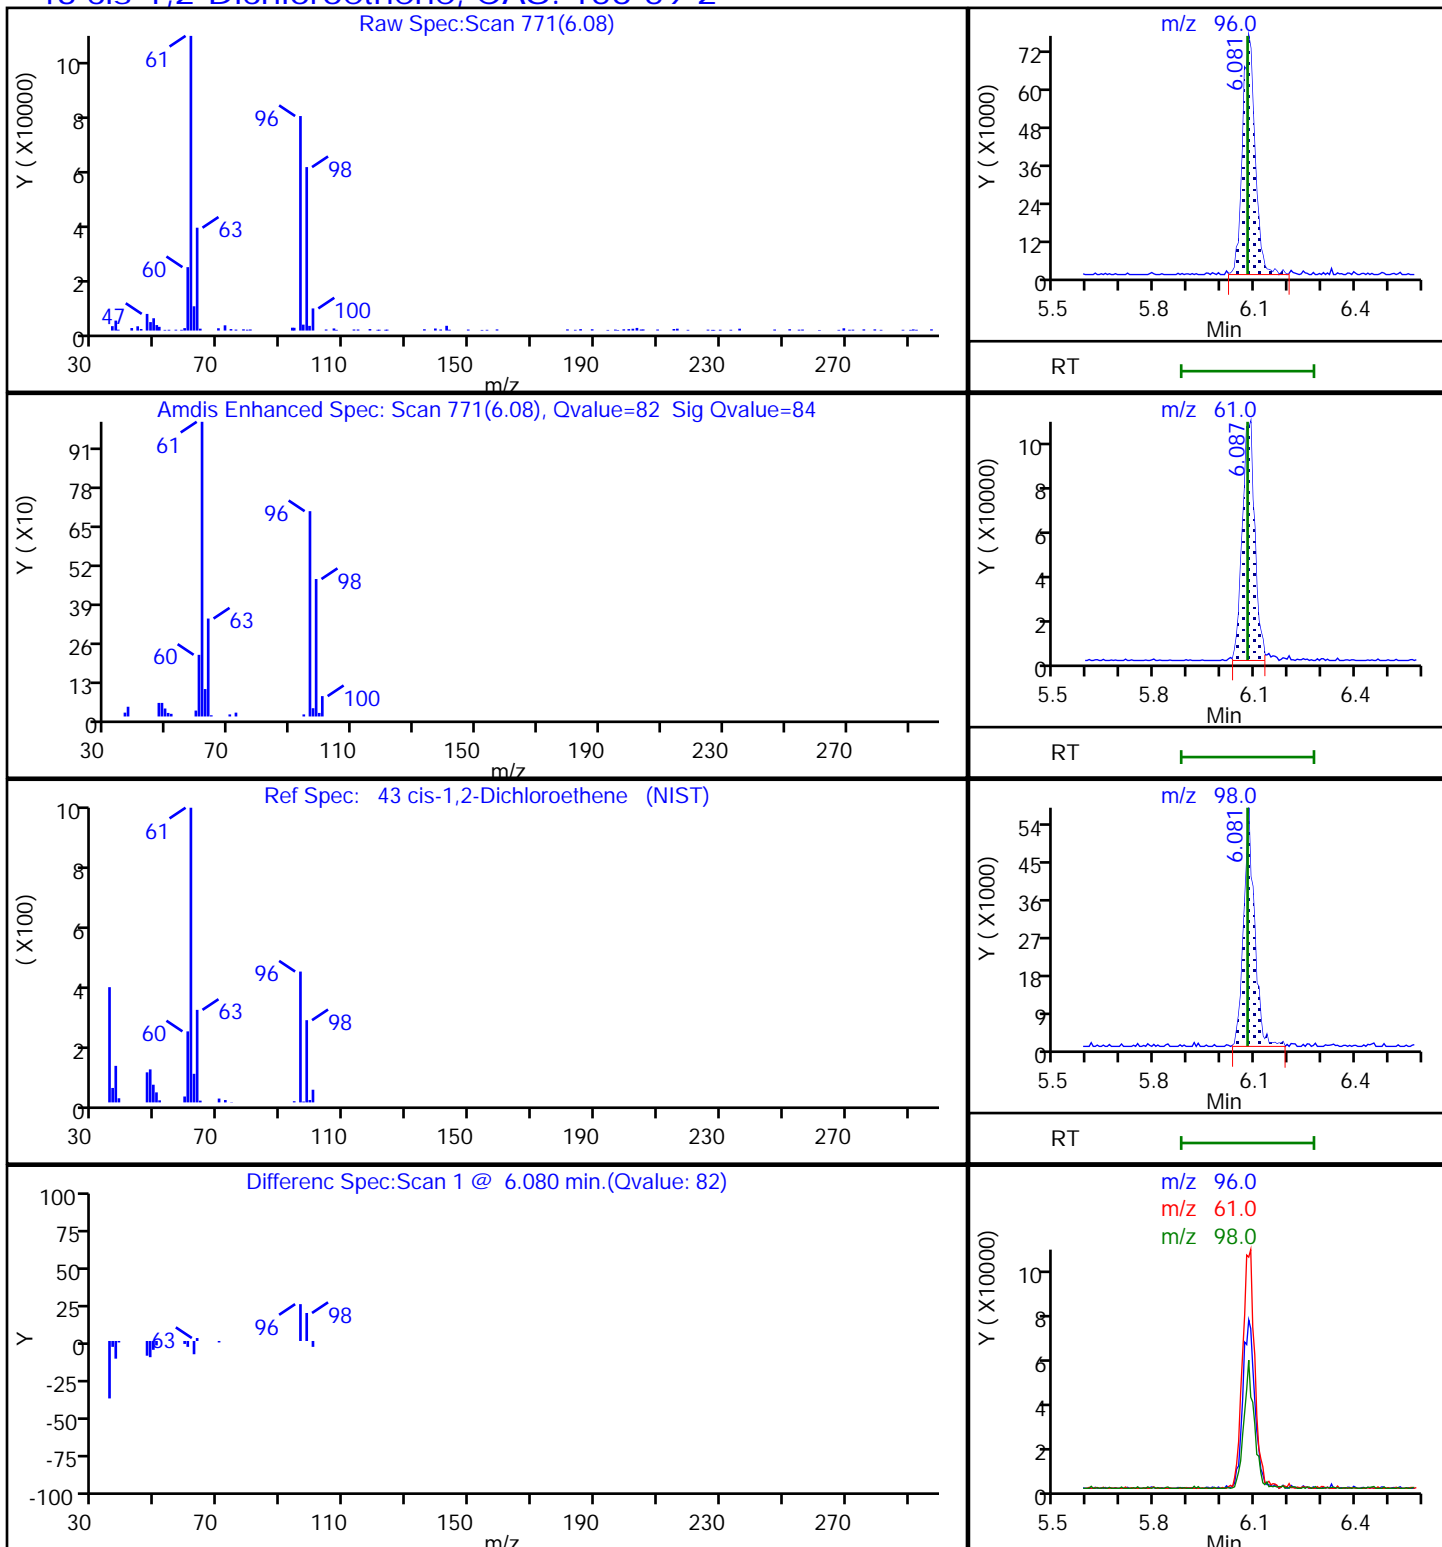 Raw Spec:Scan 771(6.08)
Y ( X10000)
10
8
6
4
2
0
61
96
98
63
60
47
100
30 70 110 150 190 230 270
m/z
m/z 96.0
Y ( X1000)
72
60
48
36
24
12
0
6.081
5.5 5.8 6.1 6.4
Min
RT
Amdis Enhanced Spec: Scan 771(6.08), Qvalue=82 Sig Qvalue=84
Y ( X10)
91
78
65
52
39
26
13
0
61
96
98
63
60
100
30 70 110 150 190 230 270
m/z
m/z 61.0
Y ( X10000)
10
8
6
4
2
0
6.087
5.5 5.8 6.1 6.4
Min
RT
Ref Spec: 43 cis-1,2-Dichloroethene (NIST)
( X100)
10
8
6
4
2
0
61
96
98
63
60
30 70 110 150 190 230 270
m/z 98.0
Y ( X1000)
54
45
36
27
18
9
0
6.081
5.5 5.8 6.1 6.4
Min
RT
Differenc Spec:Scan 1 @ 6.080 min.(Qvalue: 82)
Y
100
75
50
25
0
-25
-50
-75
-100
63
96
98
30 70 110 150 190 230 270
m/z
m/z 96.0
m/z 61.0
m/z 98.0
Y ( X10000)
10
8
6
4
2
0
5.5 5.8 6.1 6.4
Min